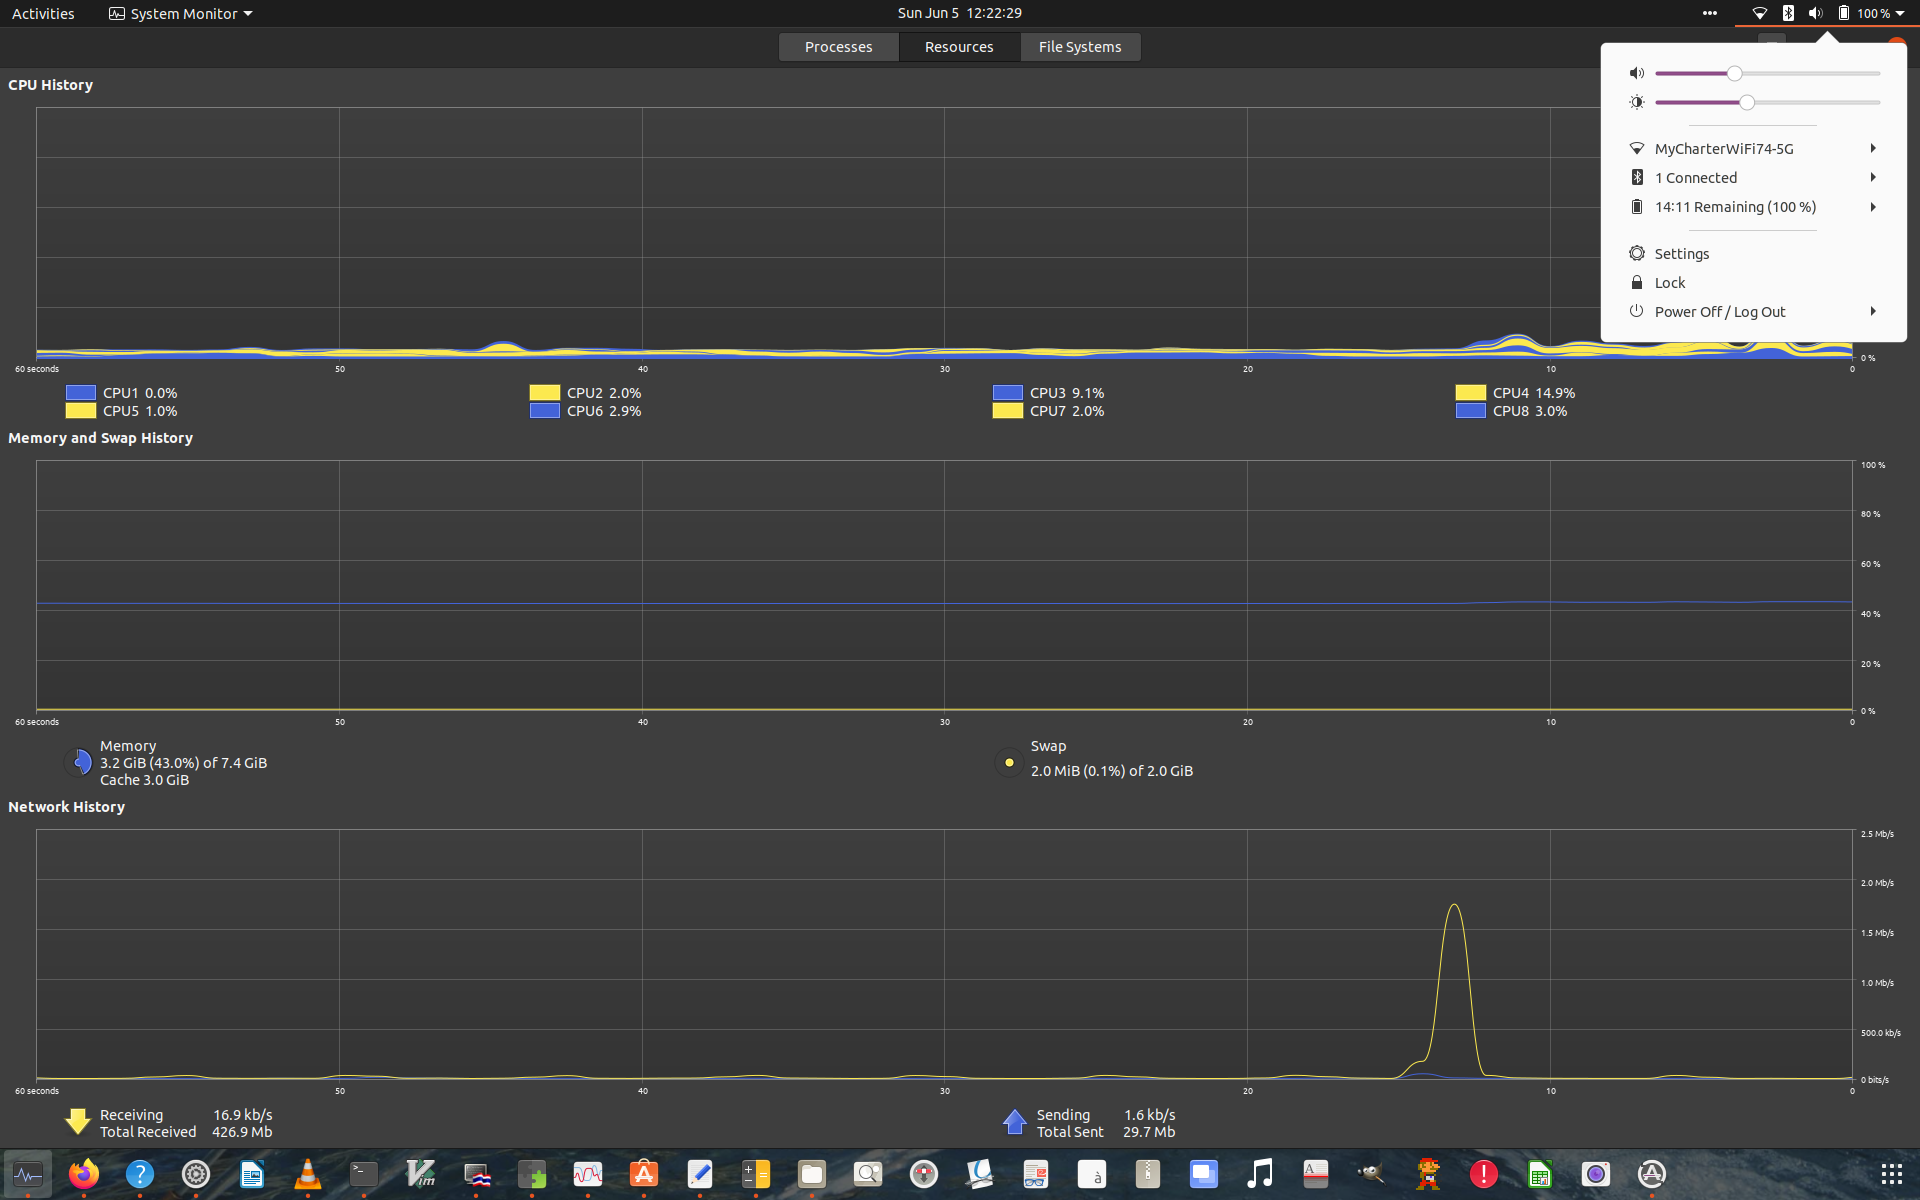 Activities
System Monitor
Sun Jun 5 12:22:29
100 %
Processes
Resources
File Systems
MyCharterWiFi74-5G
1 Connected
14:11 Remaining (100 %)
Settings
Lock
Power Off / Log Out
CPU History
0 %
60 seconds 50 40 30 20 10 0
CPU1 0.0% CPU2 2.0% CPU3 9.1% CPU4 14.9%
CPU5 1.0% CPU6 2.9% CPU7 2.0% CPU8 3.0%
Memory and Swap History
100 %
80 %
60 %
40 %
20 %
0 %
60 seconds 50 40 30 20 10 0
Memory
3.2 GiB (43.0%) of 7.4 GiB
Cache 3.0 GiB
Swap
2.0 MiB (0.1%) of 2.0 GiB
Network History
2.5 Mb/s
2.0 Mb/s
1.5 Mb/s
1.0 Mb/s
500.0 kb/s
0 bits/s
60 seconds 50 40 30 20 10 0
Receiving 16.9 kb/s
Total Received 426.9 Mb
Sending 1.6 kb/s
Total Sent 29.7 Mb